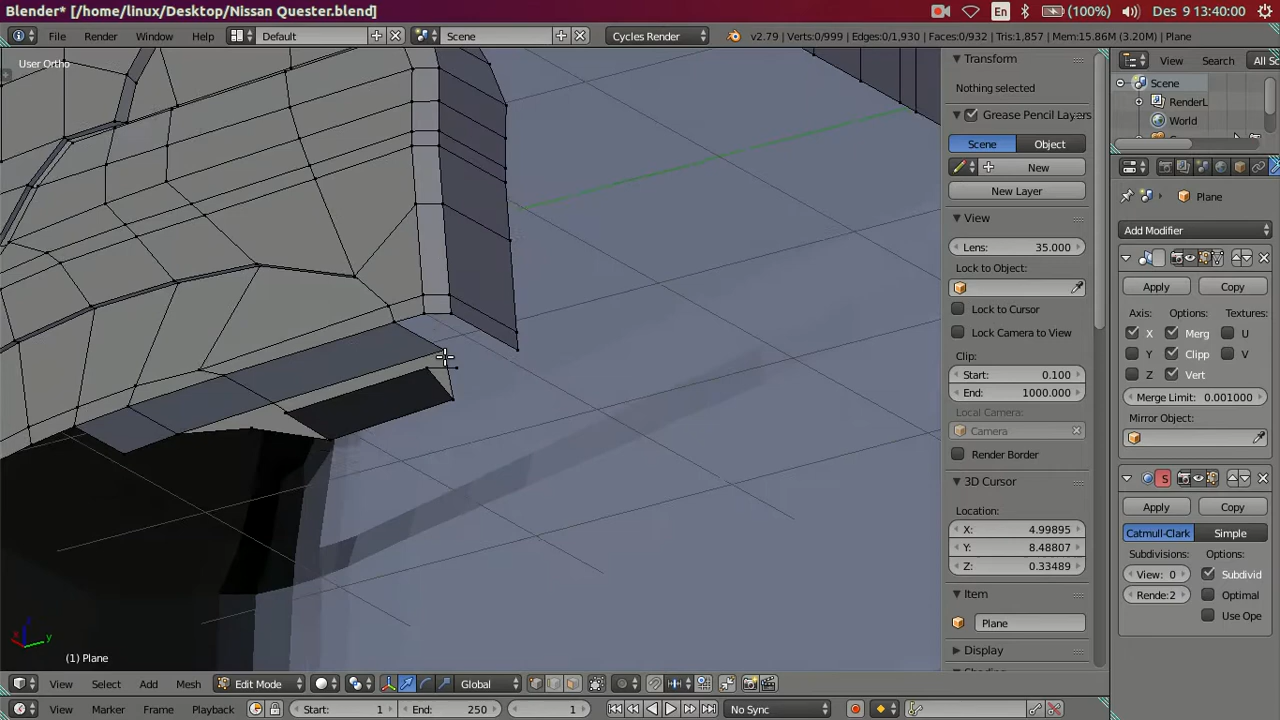 Blender* [/home/linux/Desktop/Nissan Quester.blend] En (100%) Des 9 13:40:00
File Render Window Help Default Scene Cycles Render v2.79 | Verts:0/999 | Edges:0/1,930 | Faces:0/932 | Tris:1,857 | Mem:15.86M (3.20M) | Plane
User Ortho
(1) Plane
View Select Add Mesh Edit Mode Global
View Marker Frame Playback Start: 1 End: 250 1 No Sync
Transform
Nothing selected
Grease Pencil Layers
Scene Object
New
New Layer
View
Lens: 35.000
Lock to Object:
Lock to Cursor
Lock Camera to View
Clip:
Start: 0.100
End: 1000.000
Local Camera:
Camera
Render Border
3D Cursor
Location:
X: 4.99895
Y: 8.48807
Z: 0.33489
Item
Plane
Display
View Search All Sc
Scene
RenderL
World
Plane
Add Modifier
Apply Copy
Axis: Options: Textures:
X Merg U
Y Clipp V
Z Vert
Merge Limit: 0.001000
Mirror Object:
S
Apply Copy
Catmull-Clark Simple
Subdivisions: Options:
View: 0 Subdivid
Rende: 2 Optimal
Use Ope